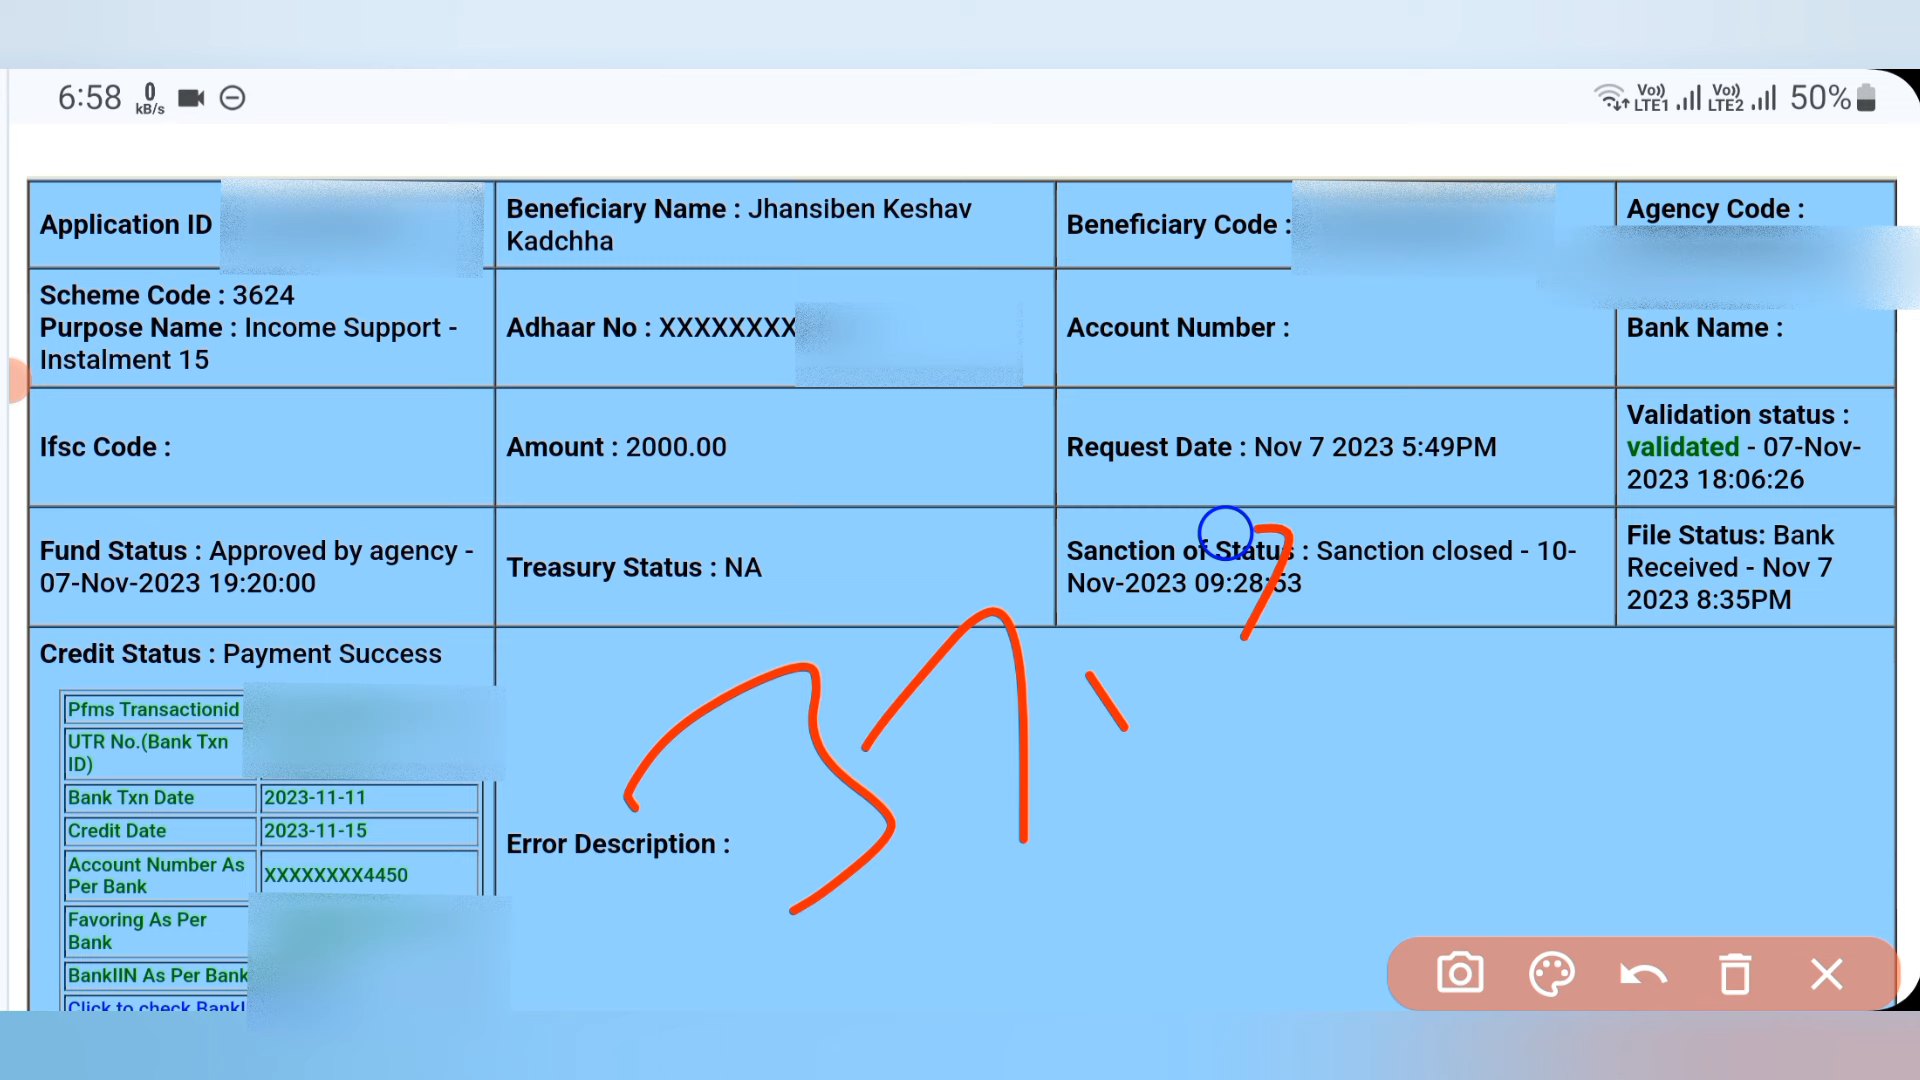 6:58 0 kB/s Vo)) LTE1 Vo)) LTE2 50%
Application ID
Beneficiary Name : Jhansiben Keshav
Kadchha
Beneficiary Code :
Agency Code :
Scheme Code : 3624
Purpose Name : Income Support -
Instalment 15
Adhaar No : XXXXXXXX
Account Number :
Bank Name :
Ifsc Code :
Amount : 2000.00
Request Date : Nov 7 2023 5:49PM
Validation status :
validated - 07-Nov-
2023 18:06:26
Fund Status : Approved by agency -
07-Nov-2023 19:20:00
Treasury Status : NA
Sanction of Status : Sanction closed - 10-
Nov-2023 09:28:53
File Status: Bank
Received - Nov 7
2023 8:35PM
Credit Status : Payment Success
Pfms Transactionid
UTR No.(Bank Txn
ID)
Bank Txn Date 2023-11-11
Credit Date 2023-11-15
Account Number As
Per Bank
XXXXXXXX4450
Favoring As Per
Bank
BankIIN As Per Bank
Click to check BankI
Error Description :